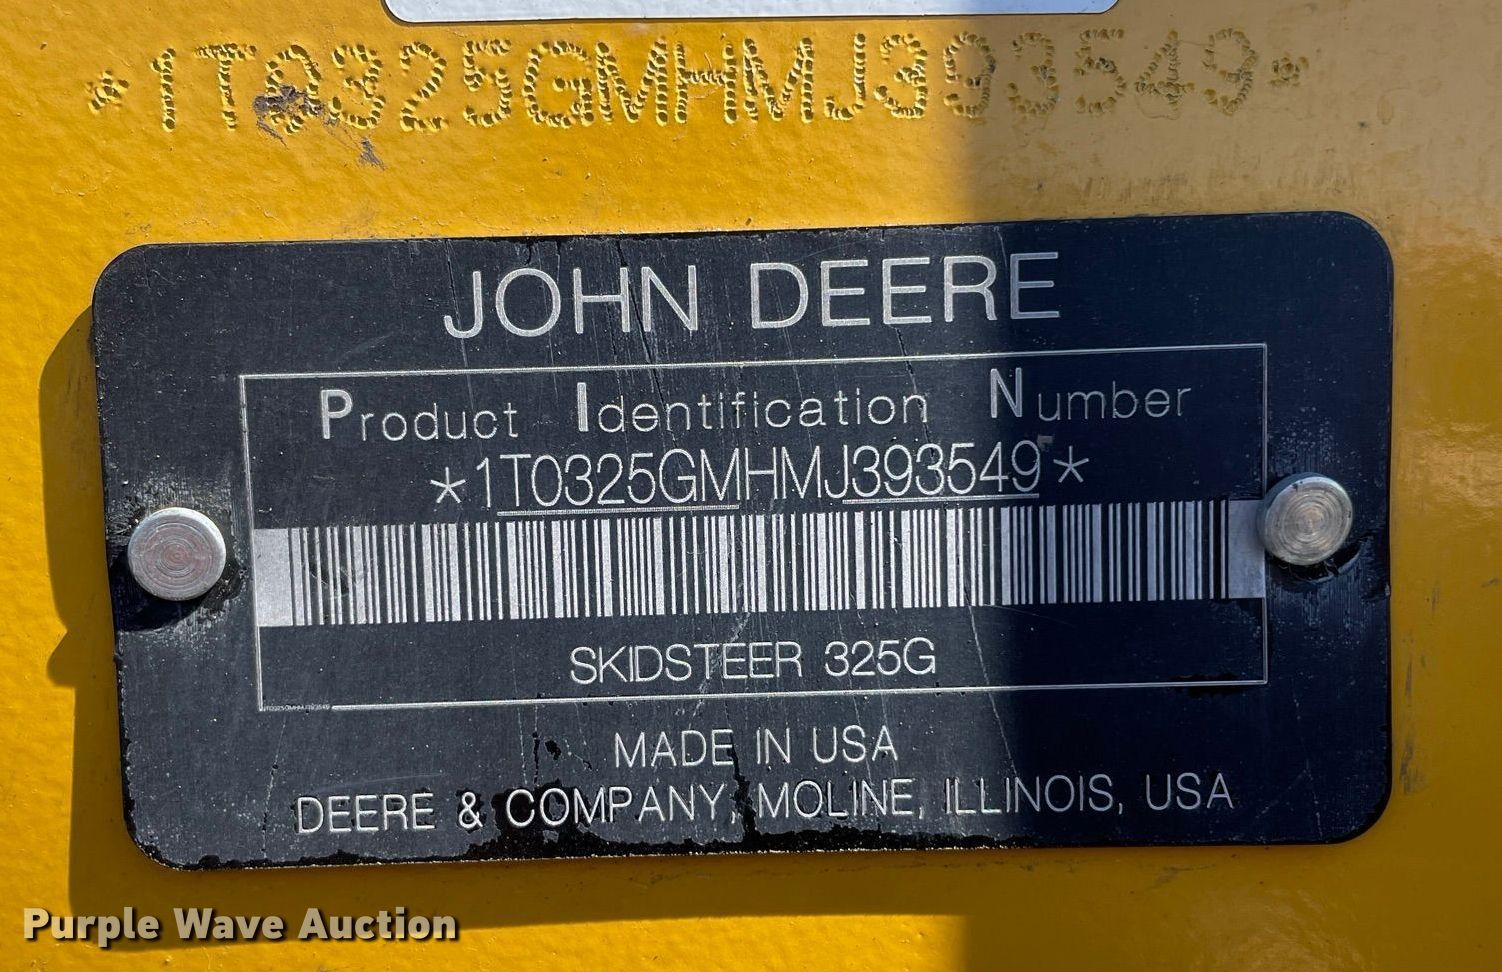 *1T0325GMHMJ393549*
JOHN DEERE
Product Identification Number
*1T0325GMHMJ393549*
SKIDSTEER 325G
1T0325GMHMJ393549
MADE IN USA
DEERE & COMPANY, MOLINE, ILLINOIS, USA
Purple Wave Auction